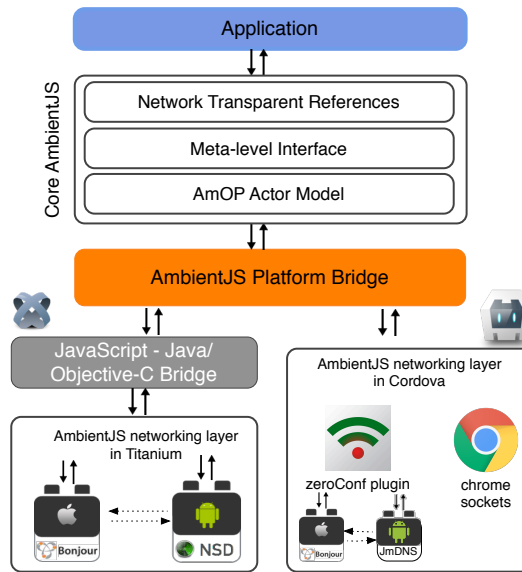 Application
Core AmbientJS
Network Transparent References
Meta-level Interface
AmOP Actor Model
AmbientJS Platform Bridge
JavaScript - Java/
Objective-C Bridge
AmbientJS networking layer
in Titanium
Bonjour
NSD
AmbientJS networking layer
in Cordova
zeroConf plugin
chrome
sockets
Bonjour
JmDNS